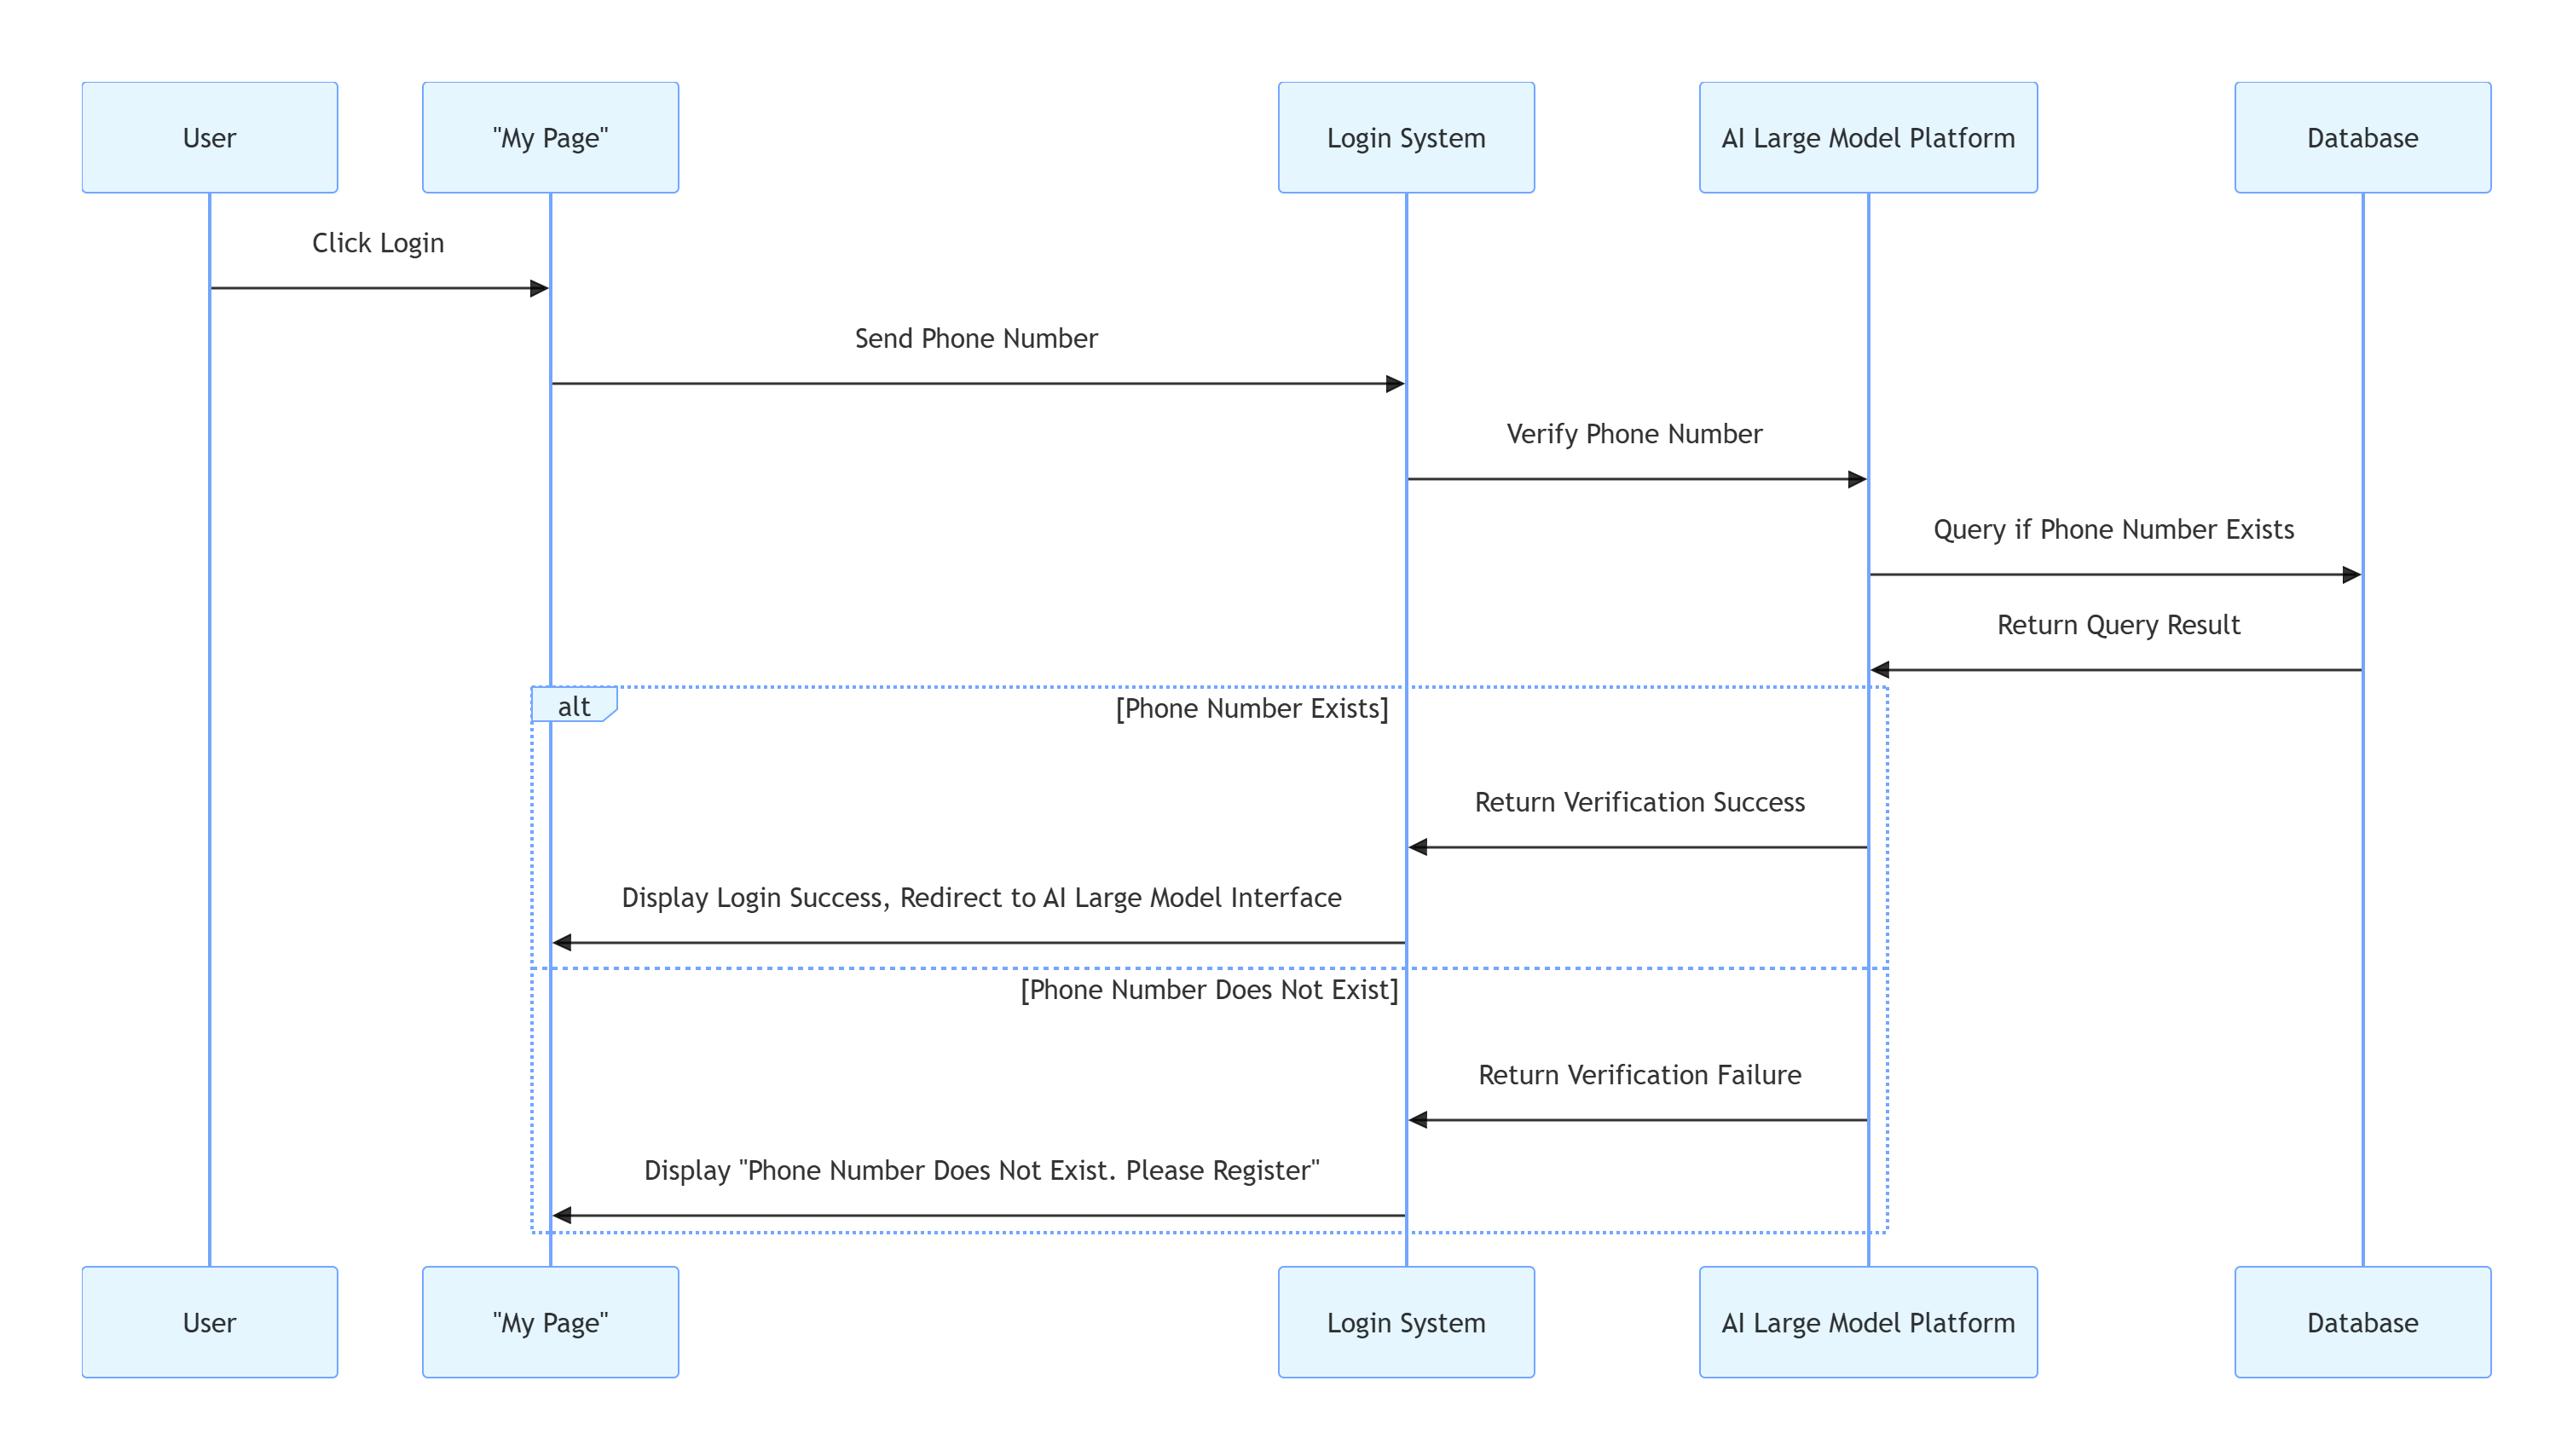 User
"My Page"
Login System
AI Large Model Platform
Database
Click Login
Send Phone Number
Verify Phone Number
Query if Phone Number Exists
Return Query Result
alt
[Phone Number Exists]
Return Verification Success
Display Login Success, Redirect to AI Large Model Interface
[Phone Number Does Not Exist]
Return Verification Failure
Display "Phone Number Does Not Exist. Please Register"
User
"My Page"
Login System
AI Large Model Platform
Database